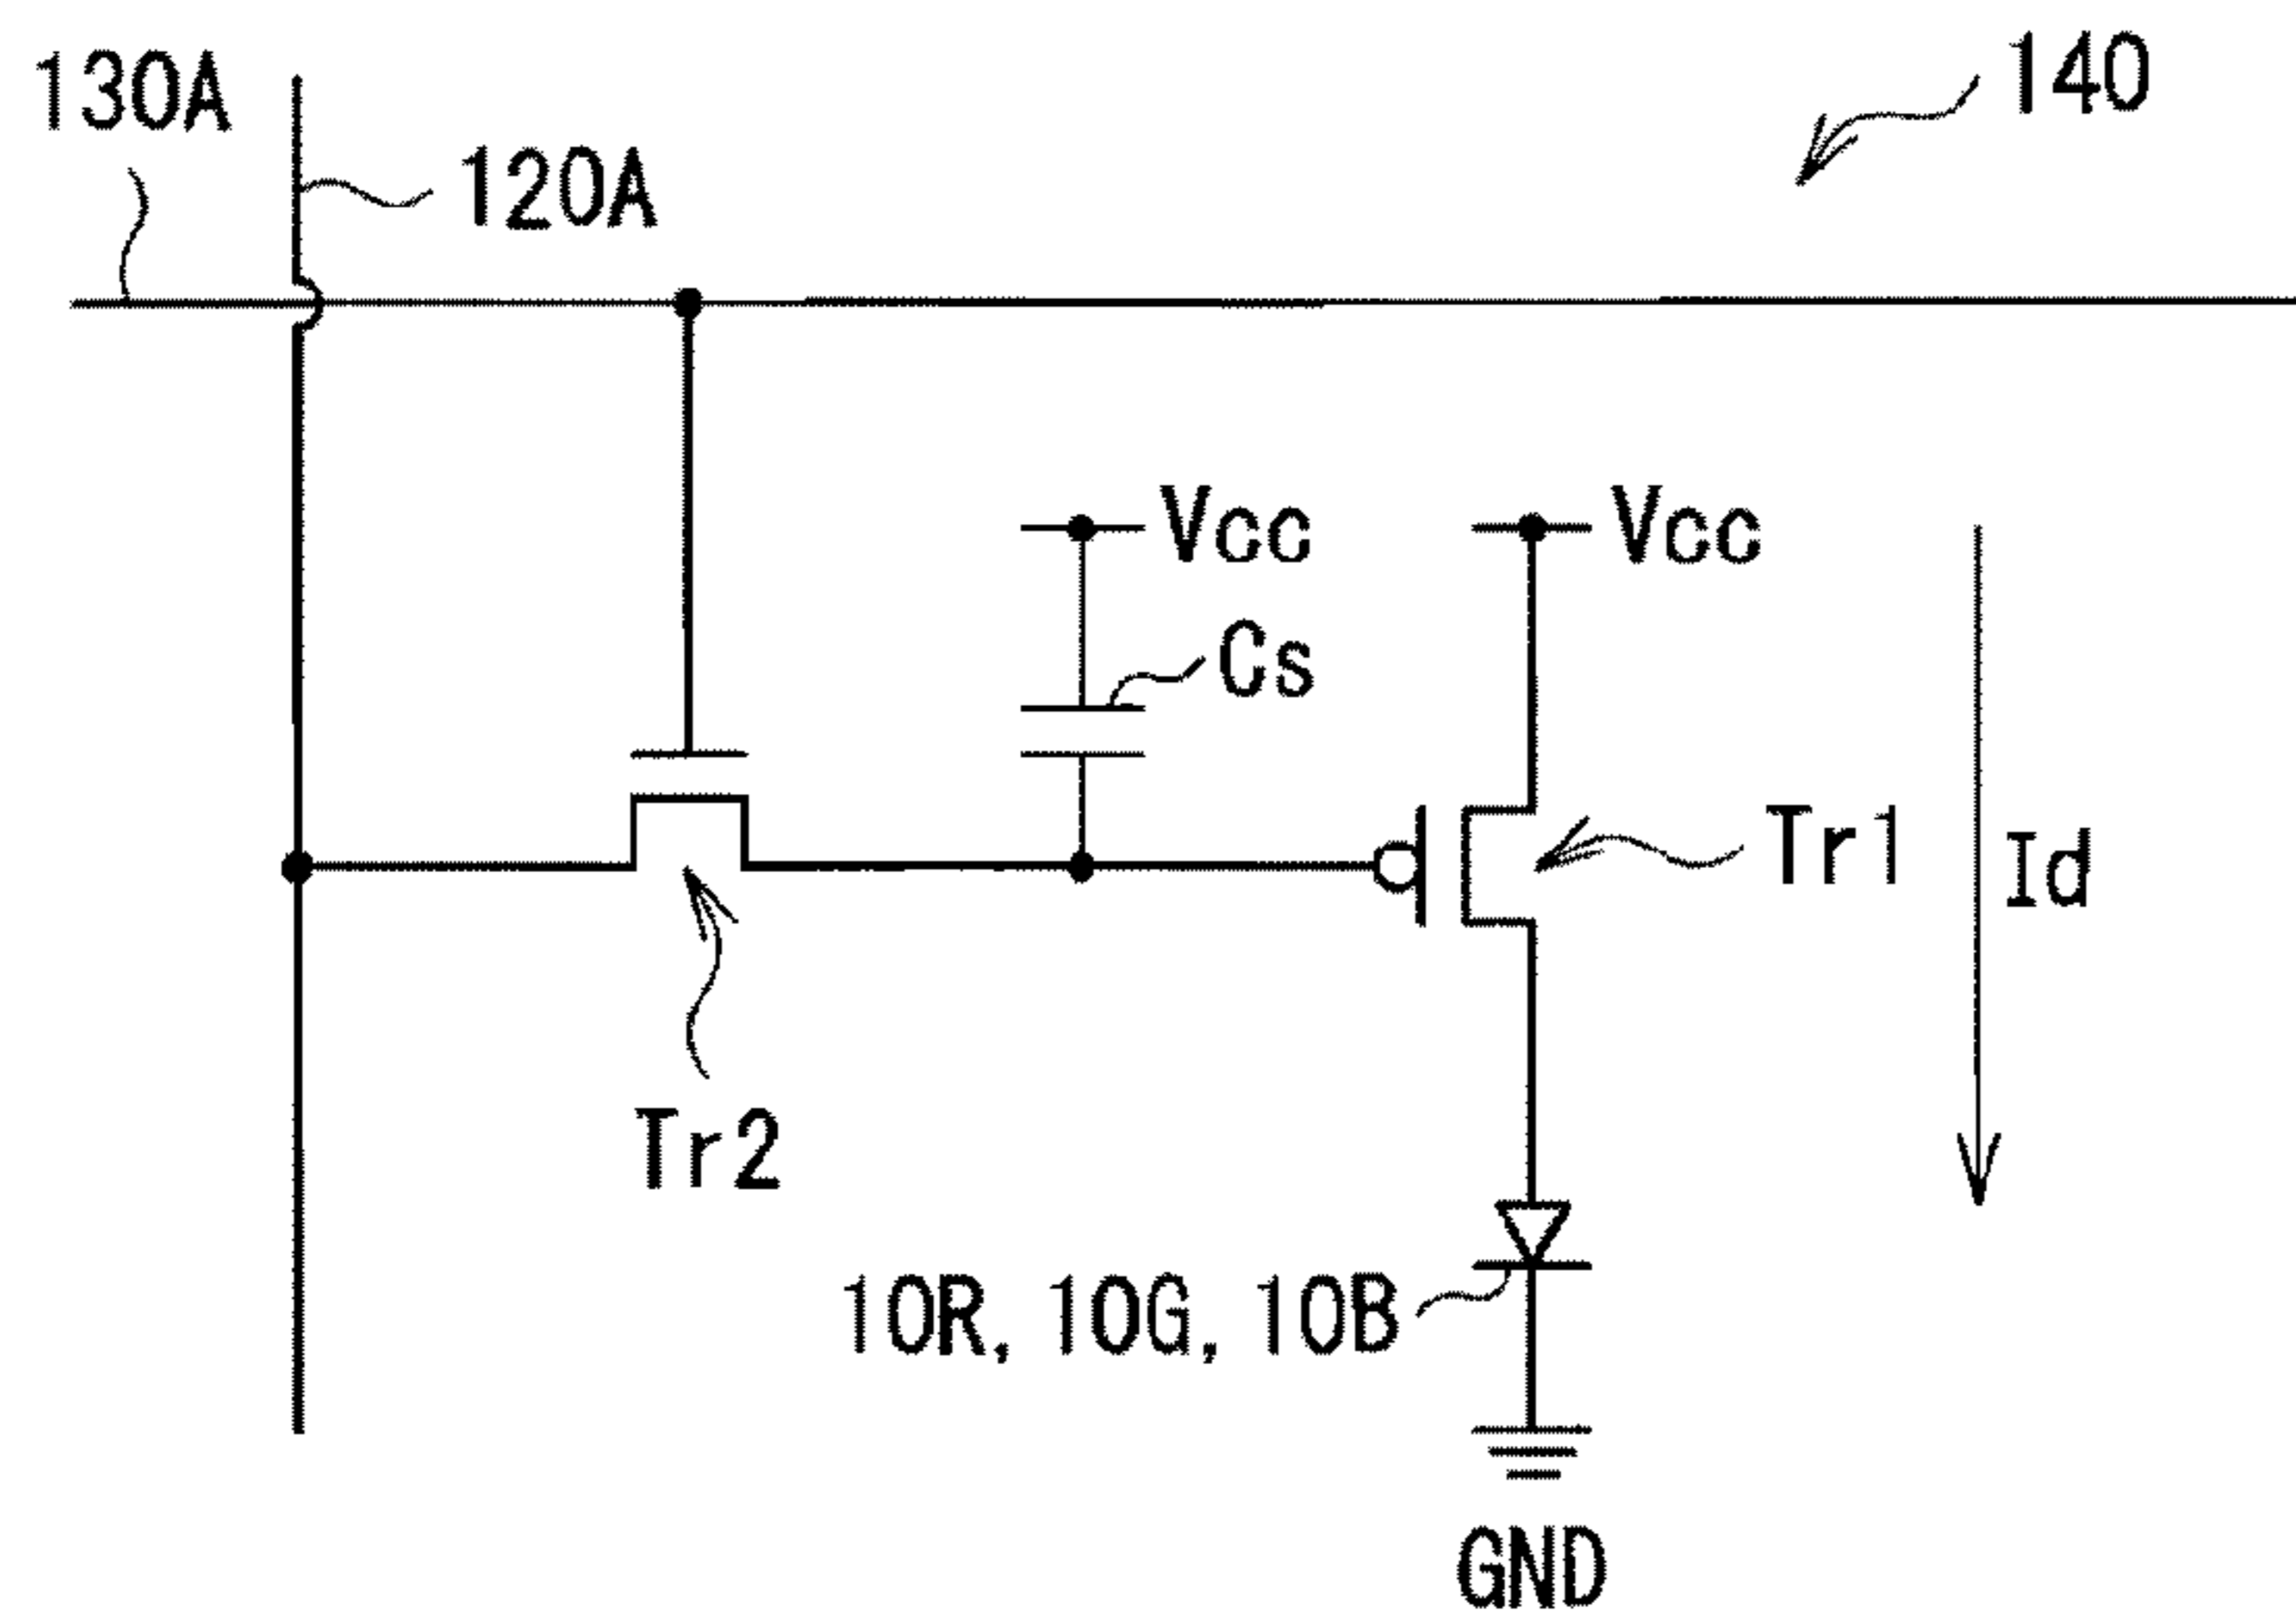 130A
140
120A
Vcc
Vcc
Cs
Tr1
Id
Tr2
10R, 10G, 10B
GND